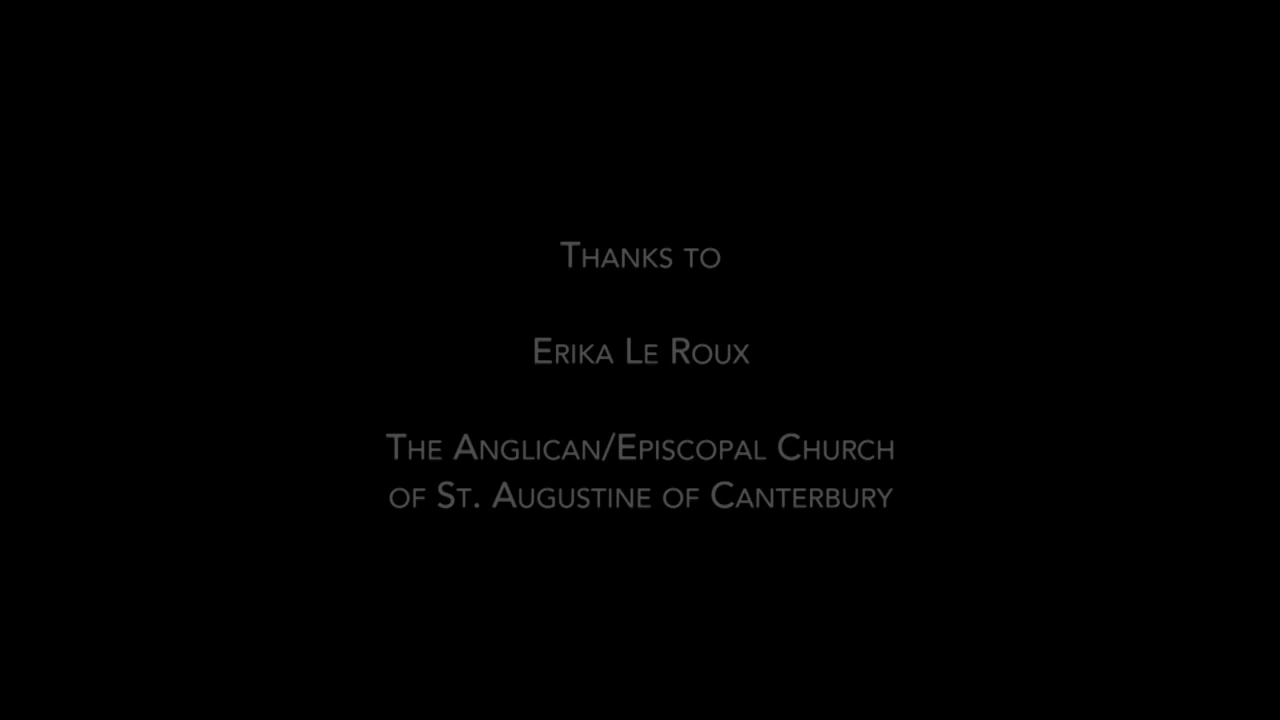 Thanks to
Erika Le Roux
The Anglican/Episcopal Church
of St. Augustine of Canterbury